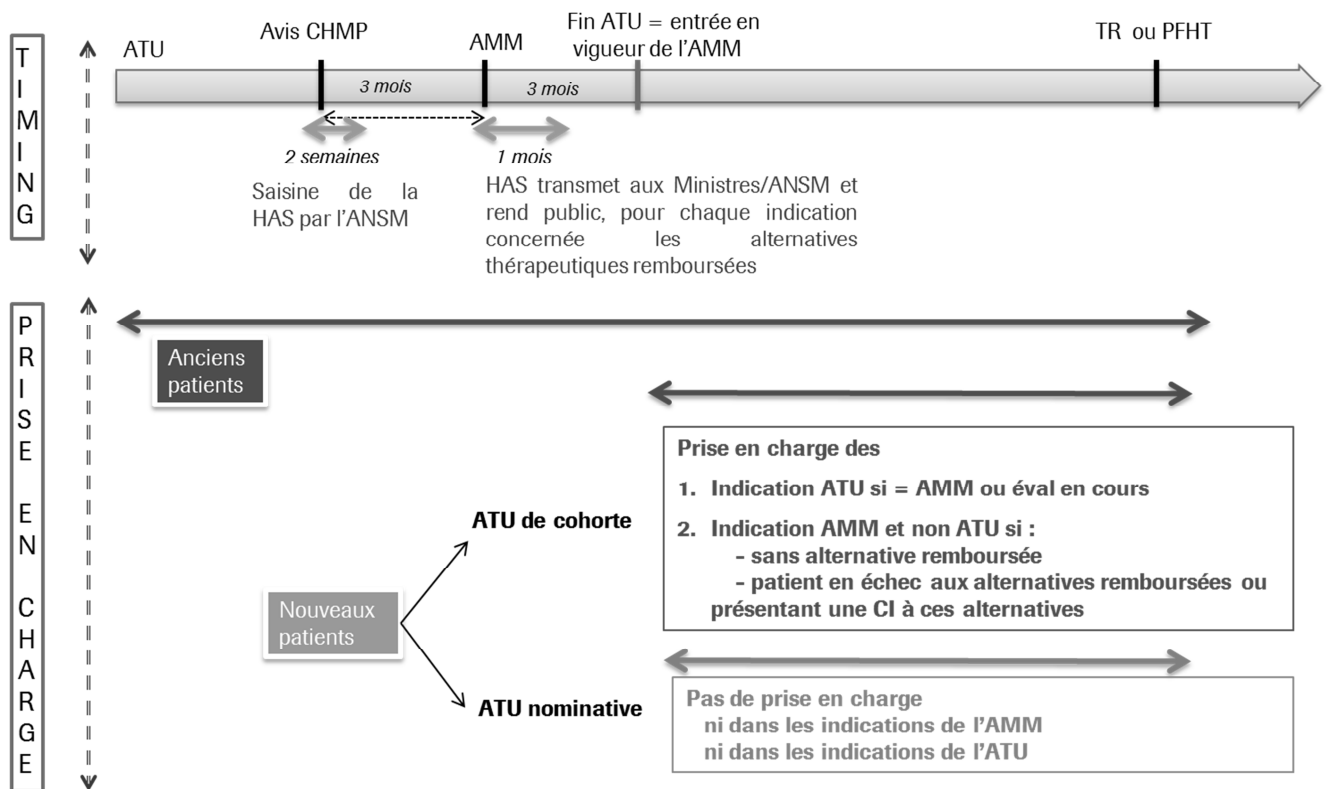 TIMING
ATU
Avis CHMP
AMM
Fin ATU = entrée en
vigueur de l'AMM
TR ou PFHT
3 mois
3 mois
2 semaines
Saisine de la
HAS par l'ANSM
1 mois
HAS transmet aux Ministres/ANSM et
rend public, pour chaque indication
concernée les alternatives
thérapeutiques remboursées
PRISE EN CHARGE
Anciens
patients
Prise en charge des
1. Indication ATU si = AMM ou éval en cours
2. Indication AMM et non ATU si :
- sans alternative remboursée
- patient en échec aux alternatives remboursées ou
présentant une CI à ces alternatives
ATU de cohorte
Nouveaux
patients
ATU nominative
Pas de prise en charge
ni dans les indications de l'AMM
ni dans les indications de l'ATU